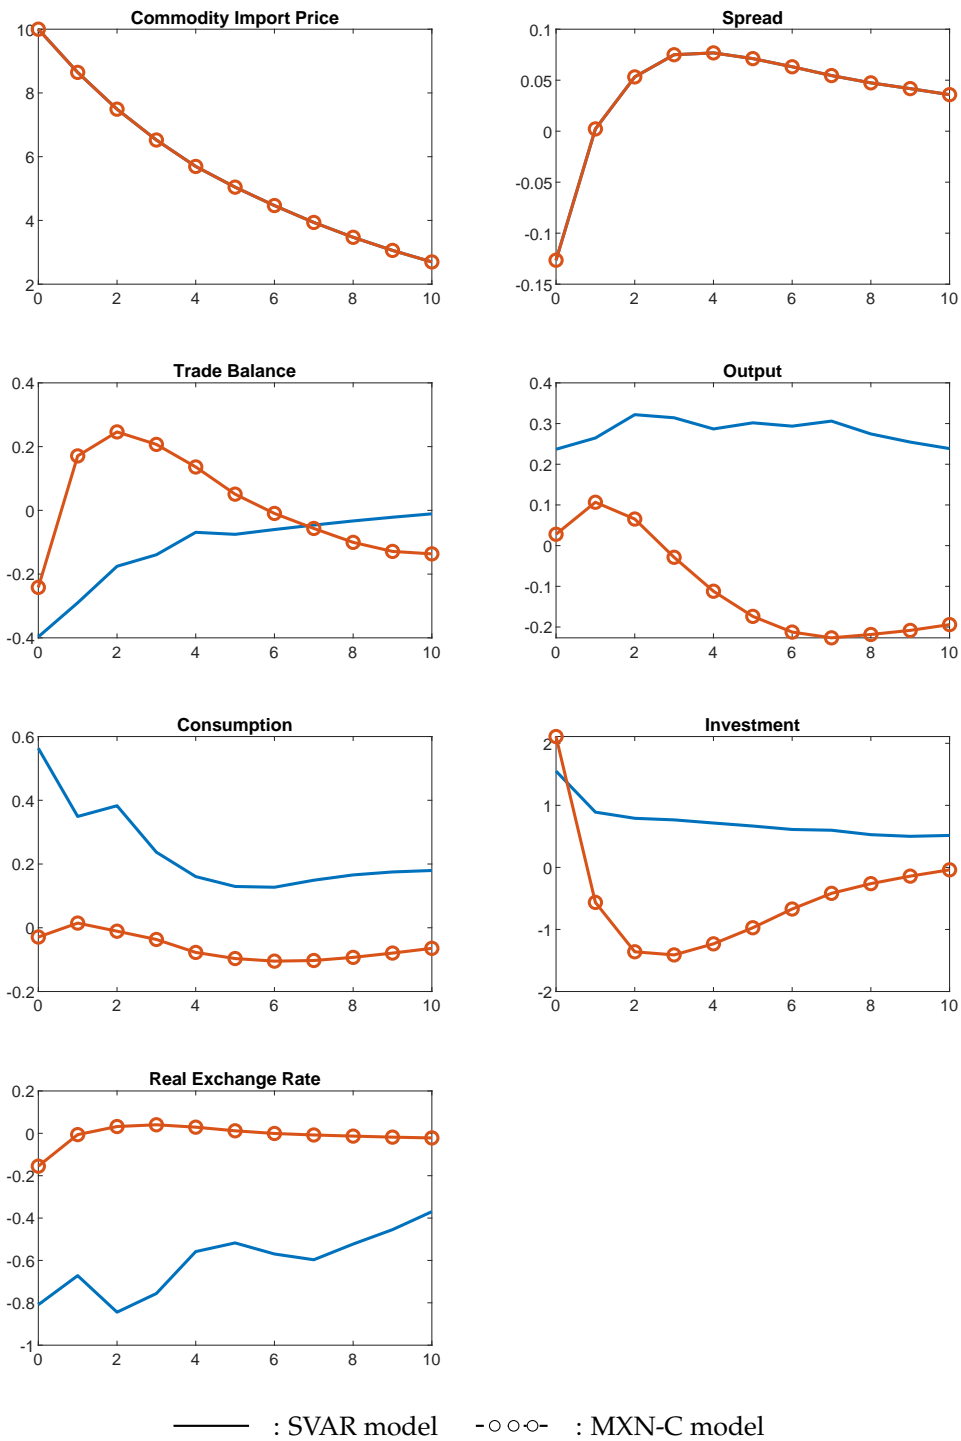 Commodity Import Price
10
8
6
4
2
0 2 4 6 8 10
Spread
0.1
0.05
0
-0.05
-0.1
-0.15
0 2 4 6 8 10
Trade Balance
0.4
0.2
0
-0.2
-0.4
0 2 4 6 8 10
Output
0.4
0.3
0.2
0.1
0
-0.1
-0.2
0 2 4 6 8 10
Consumption
0.6
0.4
0.2
0
-0.2
0 2 4 6 8 10
Investment
2
1
0
-1
-2
0 2 4 6 8 10
Real Exchange Rate
0.2
0
-0.2
-0.4
-0.6
-0.8
-1
0 2 4 6 8 10
: SVAR model : MXN-C model